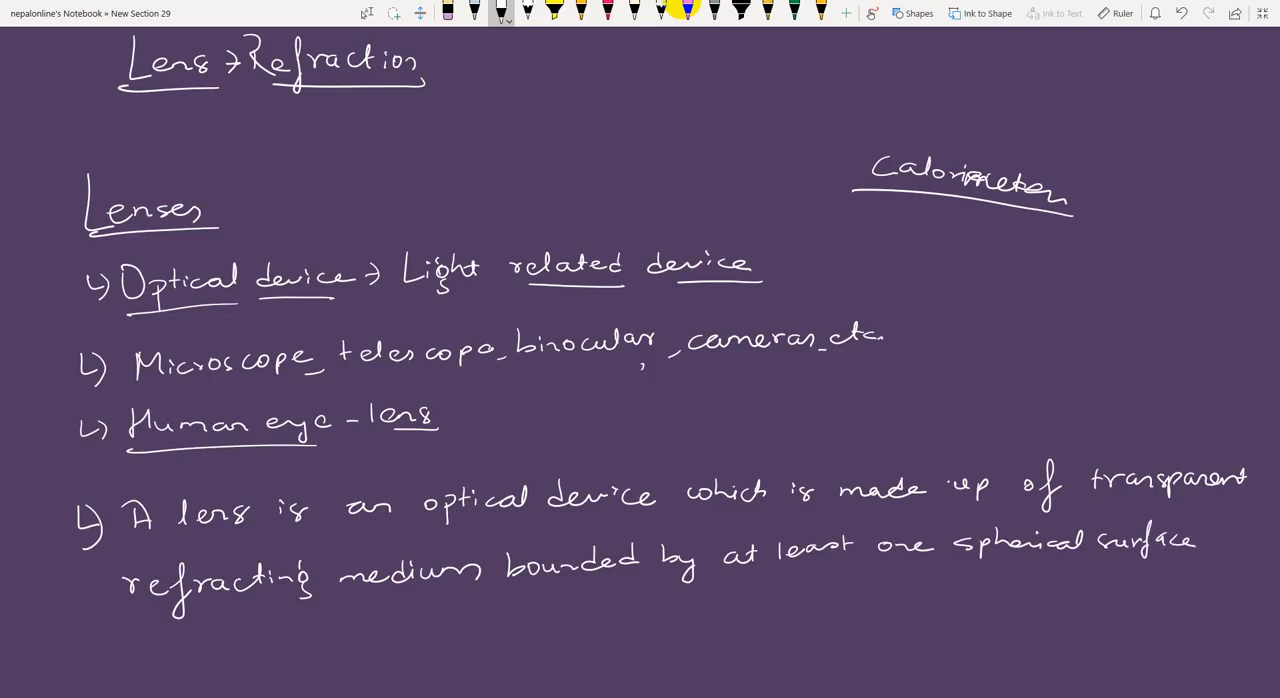 nepalonline's Notebook » New Section 29
Shapes Ink to Shape Ink to Text Ruler
Lens → Refraction
Calorimeter
Lenses
↳ Optical device → Light related device
↳ Microscope, telescope, binocular, cameras, etc.
↳ Human eye - lens
↳ A lens is an optical device which is made up of transparent
refracting medium bounded by at least one spherical surface